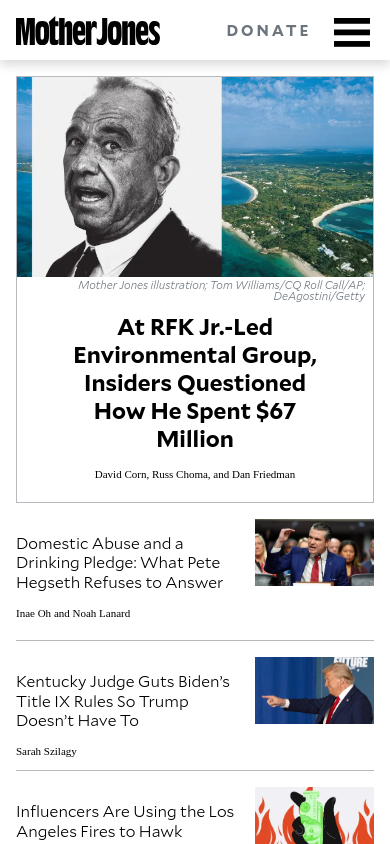 Mother Jones
DONATE
Mother Jones illustration; Tom Williams/CQ Roll Call/AP;
DeAgostini/Getty
At RFK Jr.-Led
Environmental Group,
Insiders Questioned
How He Spent $67
Million
David Corn, Russ Choma, and Dan Friedman
Domestic Abuse and a
Drinking Pledge: What Pete
Hegseth Refuses to Answer
Inae Oh and Noah Lanard
FUTURE
Kentucky Judge Guts Biden’s
Title IX Rules So Trump
Doesn’t Have To
Sarah Szilagy
Influencers Are Using the Los
Angeles Fires to Hawk